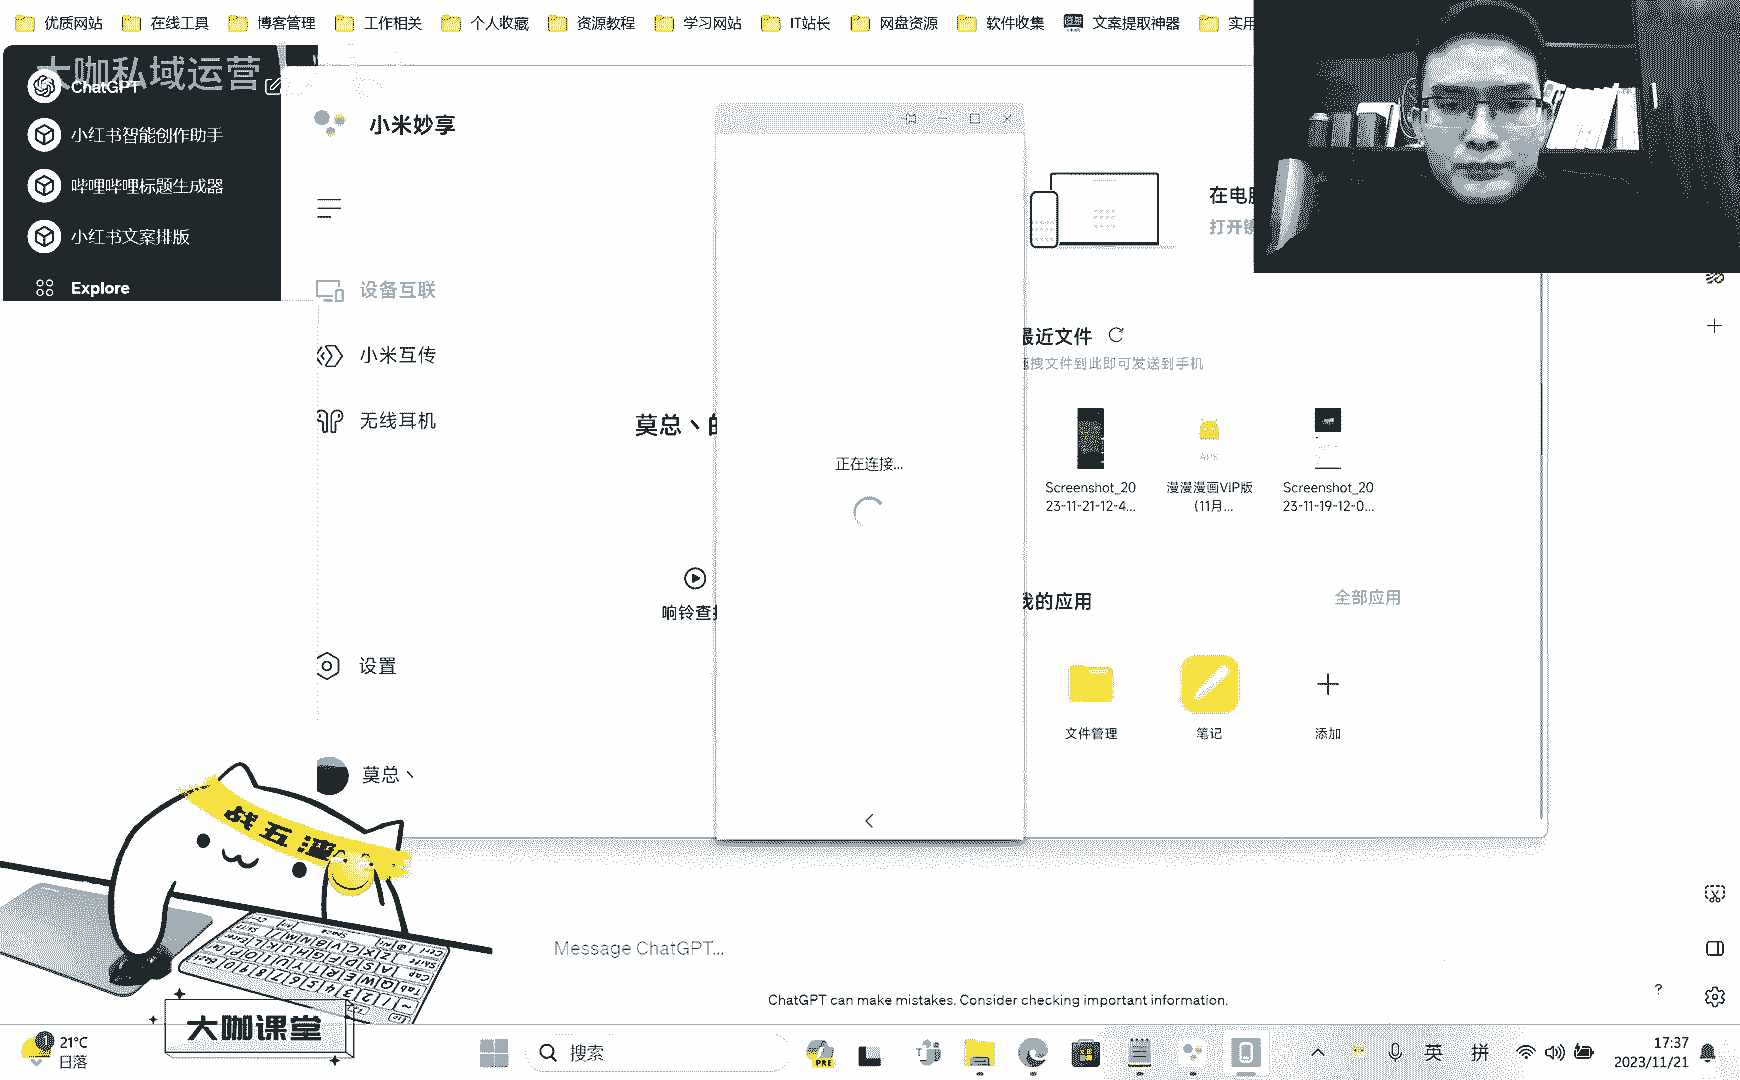 优质网站
在线工具
博客管理
工作相关
个人收藏
资源教程
学习网站
IT站长
网盘资源
软件收集
文案提取神器
实用
大咖私域运营
ChatGPT
小红书智能创作助手
哔哩哔哩标题生成器
小红书文案排版
Explore
小米妙享
设备互联
小米互传
无线耳机
设置
莫总丶
莫总丶的
响铃查找
正在连接...
在电脑
打开镜
最近文件
拖拽文件到此即可发送到手机
APK
Screenshot_20
23-11-21-12-4...
漫漫漫画VIP版
(11月...
Screenshot_20
23-11-19-12-0...
我的应用
全部应用
文件管理
笔记
添加
战五渣
大咖课堂
Message ChatGPT...
ChatGPT can make mistakes. Consider checking important information.
?
1
21°C
日落
搜索
PRE
英
拼
17:37
2023/11/21